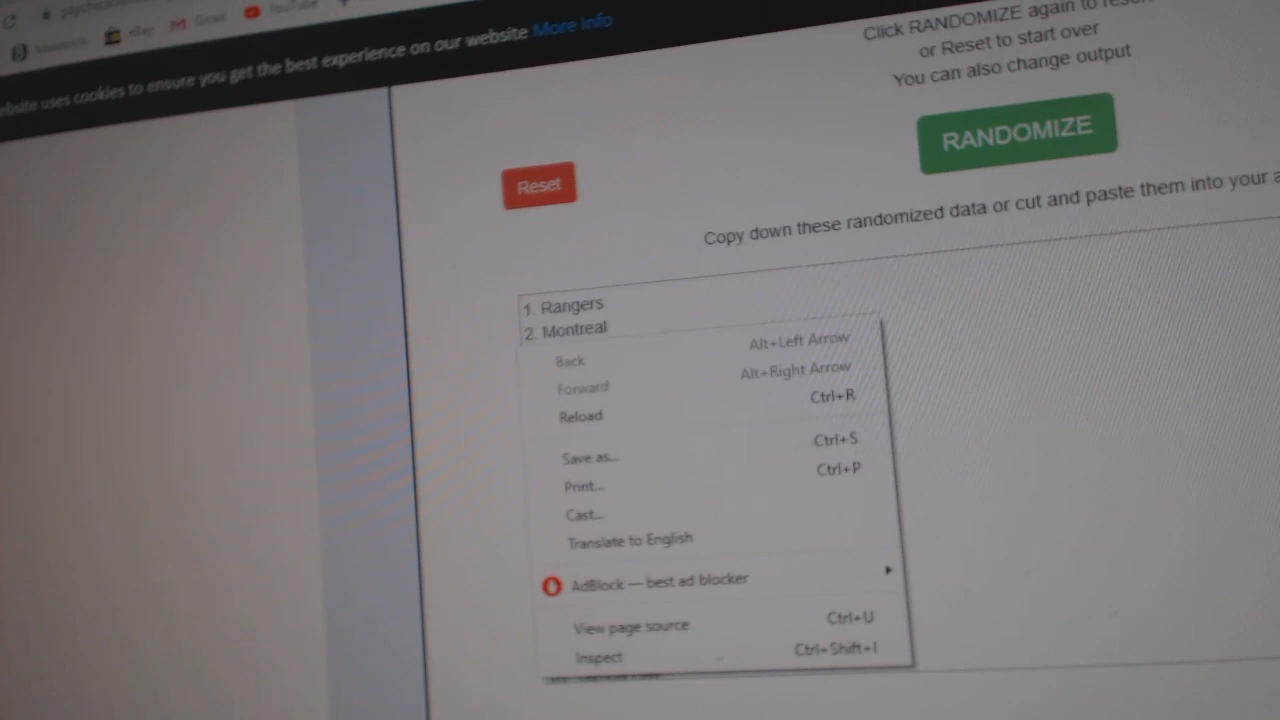 eBay
Gmail
YouTube
ebsite uses cookies to ensure you get the best experience on our website More Info
Click RANDOMIZE again to
or Reset to start over
You can also change output
RANDOMIZE
Reset
Copy down these randomized data or cut and paste them into your a
1. Rangers
2. Montreal
Back Alt+Left Arrow
Forward Alt+Right Arrow
Reload Ctrl+R
Save as... Ctrl+S
Print... Ctrl+P
Cast...
Translate to English
AdBlock — best ad blocker
View page source Ctrl+U
Inspect Ctrl+Shift+I